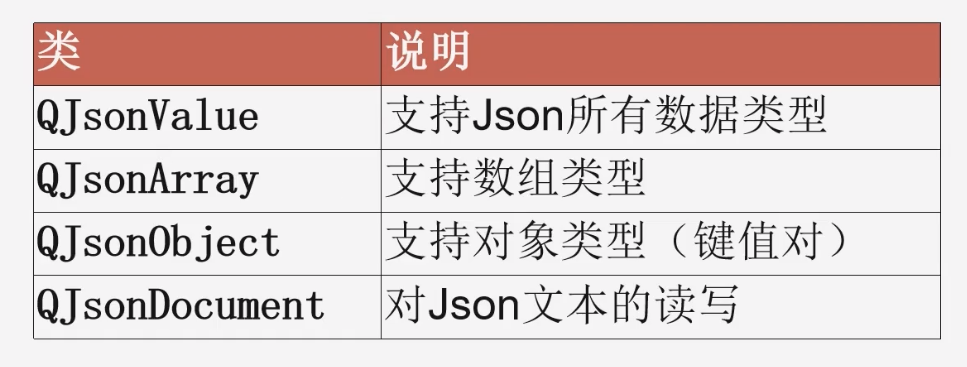 类 说明
QJsonValue 支持Json所有数据类型
QJsonArray 支持数组类型
QJsonObject 支持对象类型（键值对）
QJsonDocument 对Json文本的读写